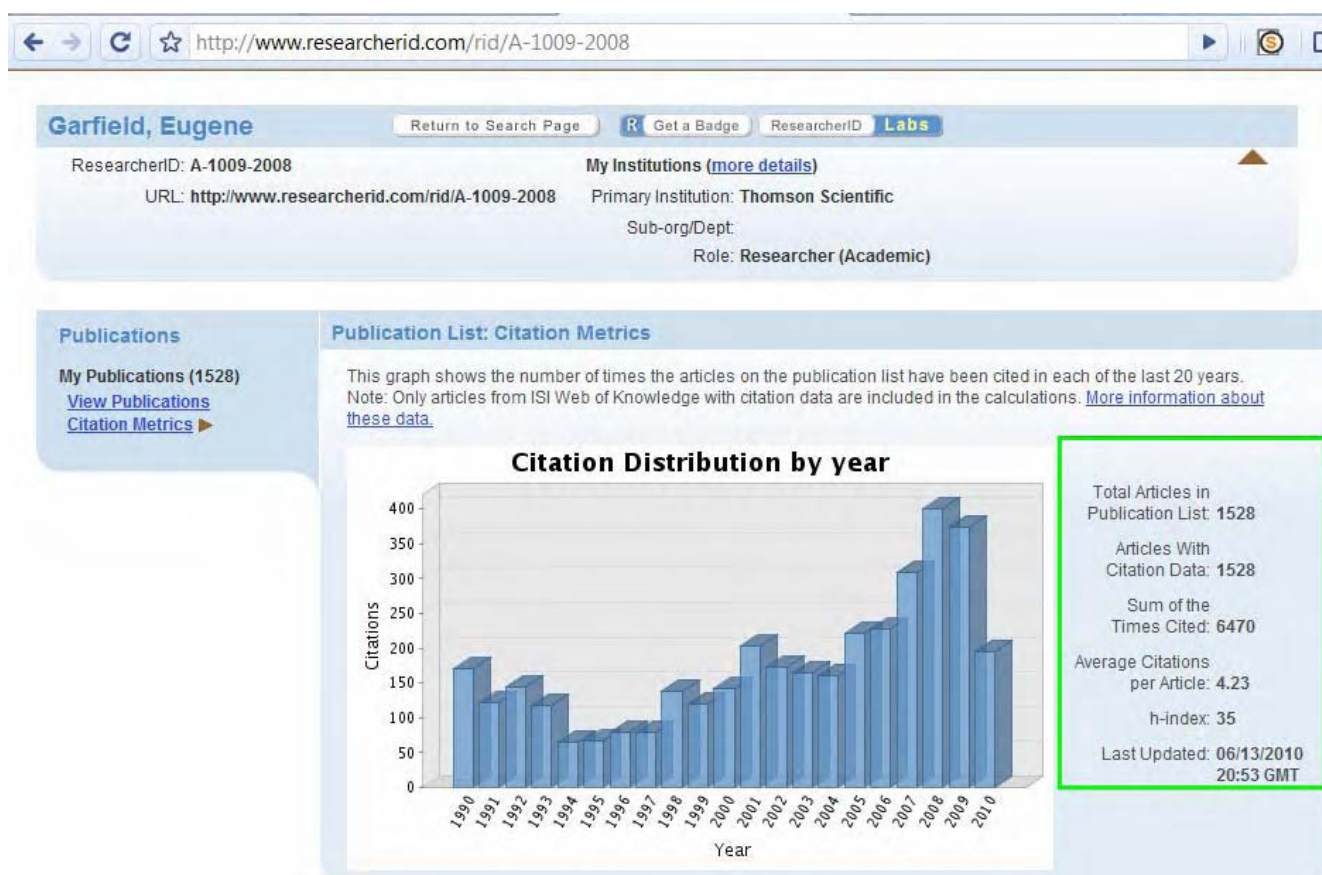 http://www.researcherid.com/rid/A-1009-2008
Garfield, Eugene
Return to Search Page
R Get a Badge
ResearcherID Labs
ResearcherID: A-1009-2008
URL: http://www.researcherid.com/rid/A-1009-2008
My Institutions (more details)
Primary Institution: Thomson Scientific
Sub-org/Dept:
Role: Researcher (Academic)
Publications
My Publications (1528)
View Publications
Citation Metrics
Publication List: Citation Metrics
This graph shows the number of times the articles on the publication list have been cited in each of the last 20 years.
Note: Only articles from ISI Web of Knowledge with citation data are included in the calculations. More information about
these data.
Citation Distribution by year
Citations
400
350
300
250
200
150
100
50
0
1990
1991
1992
1993
1994
1995
1996
1997
1998
1999
2000
2001
2002
2003
2004
2005
2006
2007
2008
2009
2010
Year
Total Articles in
Publication List: 1528
Articles With
Citation Data: 1528
Sum of the
Times Cited: 6470
Average Citations
per Article: 4.23
h-index: 35
Last Updated: 06/13/2010
20:53 GMT